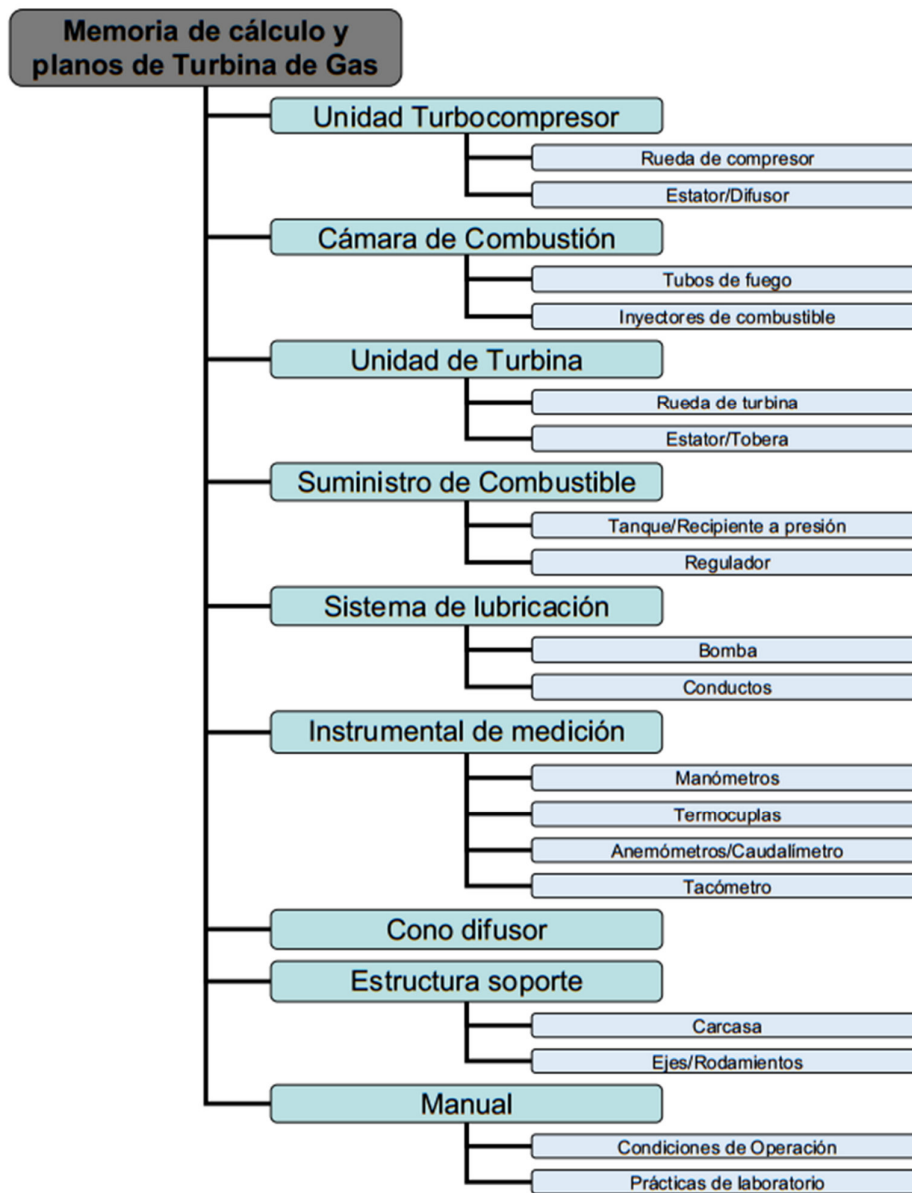 Memoria de cálculo y
planos de Turbina de Gas
Unidad Turbocompresor
Rueda de compresor
Estator/Difusor
Cámara de Combustión
Tubos de fuego
Inyectores de combustible
Unidad de Turbina
Rueda de turbina
Estator/Tobera
Suministro de Combustible
Tanque/Recipiente a presión
Regulador
Sistema de lubricación
Bomba
Conductos
Instrumental de medición
Manómetros
Termocuplas
Anemómetros/Caudalímetro
Tacómetro
Cono difusor
Estructura soporte
Carcasa
Ejes/Rodamientos
Manual
Condiciones de Operación
Prácticas de laboratorio